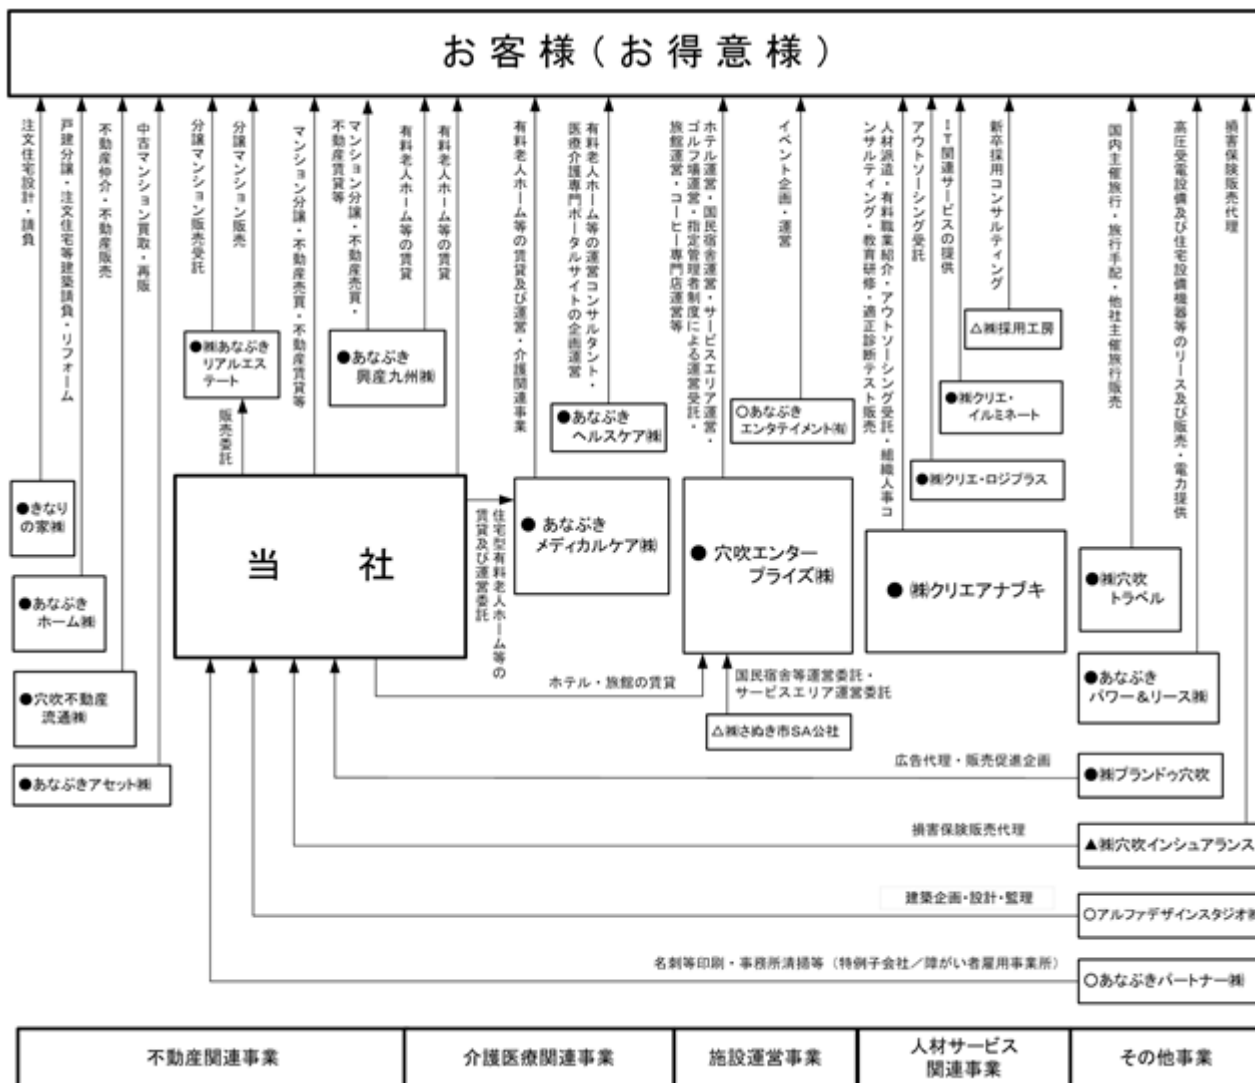 お客様（お得意様）
注文住宅設計・請負
戸建分譲・注文住宅等建築請負・リフォーム
不動産仲介・不動産販売
中古マンション買取・再販
分譲マンション販売受託
分譲マンション販売
マンション分譲・不動産売買・不動産賃貸等
マンション分譲・不動産売買・
不動産賃貸等
有料老人ホーム等の賃貸
有料老人ホーム等の賃貸
有料老人ホーム等の賃貸及び運営・介護関連事業
有料老人ホーム等の運営コンサルタント・
医療介護専門ポータルサイトの企画運営
ホテル運営・国民宿舎運営・サービスエリア運営・
ゴルフ場運営・指定管理者制度による運営受託・
旅館運営・コーヒー専門店運営等
イベント企画・運営
人材派遣・有料職業紹介・アウトソーシング受託・組織人事コ
ンサルティング・教育研修・適正診断テスト販売
アウトソーシング受託
IT関連サービスの提供
新卒採用コンサルティング
国内主催旅行・旅行手配・他社主催旅行販売
高圧受電設備及び住宅設備機器等のリース及び販売・電力提供
損害保険販売代理
●㈱あなぶき
リアルエス
テート
●あなぶき
興産九州㈱
△㈱採用工房
●㈱クリエ・
イルミネート
●あなぶき
ヘルスケア㈱
○あなぶき
エンタテイメント㈲
販売委託
●㈱クリエ・ロジプラス
●きなり
の家㈱
当　社
住宅型有料老人ホーム等の
賃貸及び運営委託
●あなぶき
メディカルケア㈱
●穴吹エンター
プライズ㈱
●㈱クリエアナブキ
●㈱穴吹
トラベル
●あなぶき
ホーム㈱
●あなぶき
パワー＆リース㈱
●穴吹不動産
流通㈱
ホテル・旅館の賃貸
国民宿舎等運営委託・
サービスエリア運営委託
△㈱さぬき市SA公社
●あなぶきアセット㈱
広告代理・販売促進企画
●㈱プランドゥ穴吹
損害保険販売代理
▲㈱穴吹インシュアランス
建築企画・設計・監理
○アルファデザインスタジオ㈱
名刺等印刷・事務所清掃等（特例子会社／障がい者雇用事業所）
○あなぶきパートナー㈱
不動産関連事業
介護医療関連事業
施設運営事業
人材サービス
関連事業
その他事業